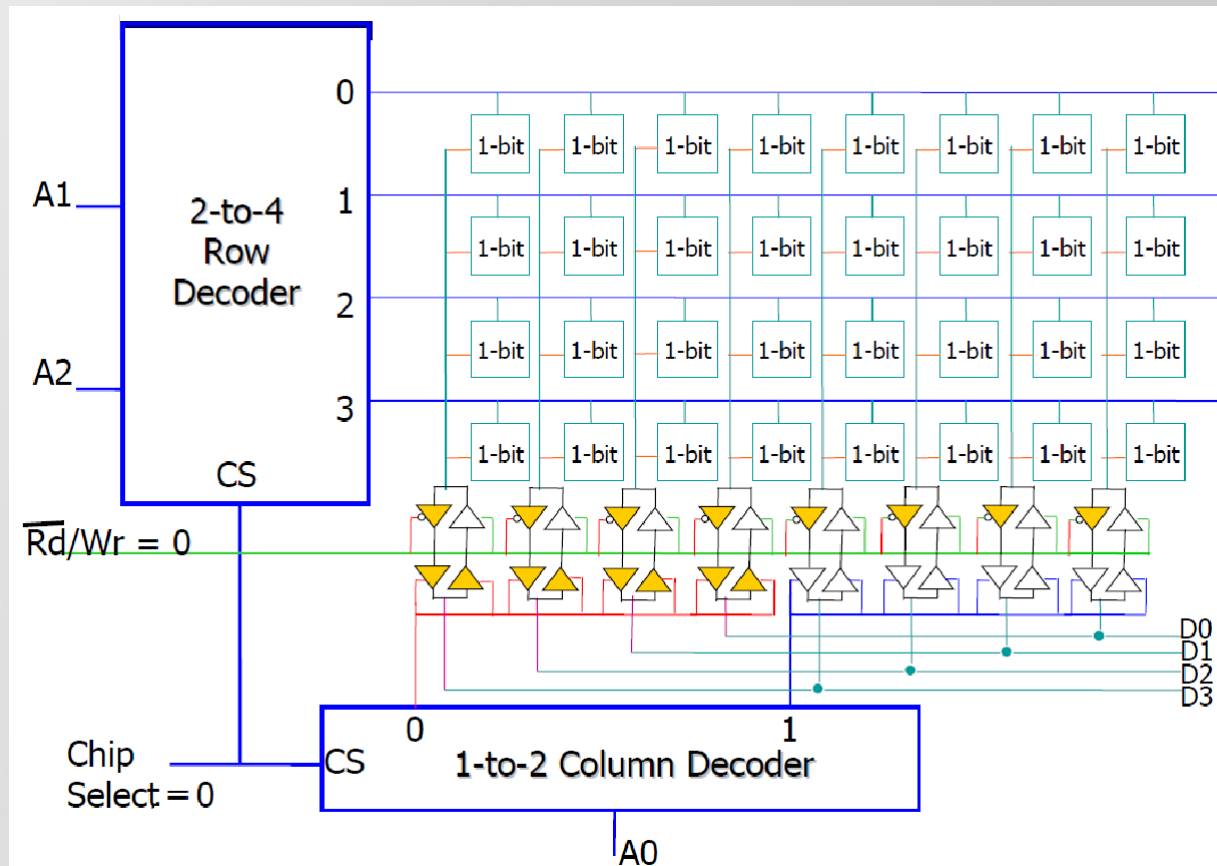 0
1-bit 1-bit 1-bit 1-bit 1-bit 1-bit 1-bit 1-bit
A1
2-to-4
Row
Decoder
1
1-bit 1-bit 1-bit 1-bit 1-bit 1-bit 1-bit 1-bit
2
1-bit 1-bit 1-bit 1-bit 1-bit 1-bit 1-bit 1-bit
A2
3
1-bit 1-bit 1-bit 1-bit 1-bit 1-bit 1-bit 1-bit
CS
R̅d̅/Wr = 0
D0
D1
D2
D3
0 1
Chip
Select = 0
CS
1-to-2 Column Decoder
A0